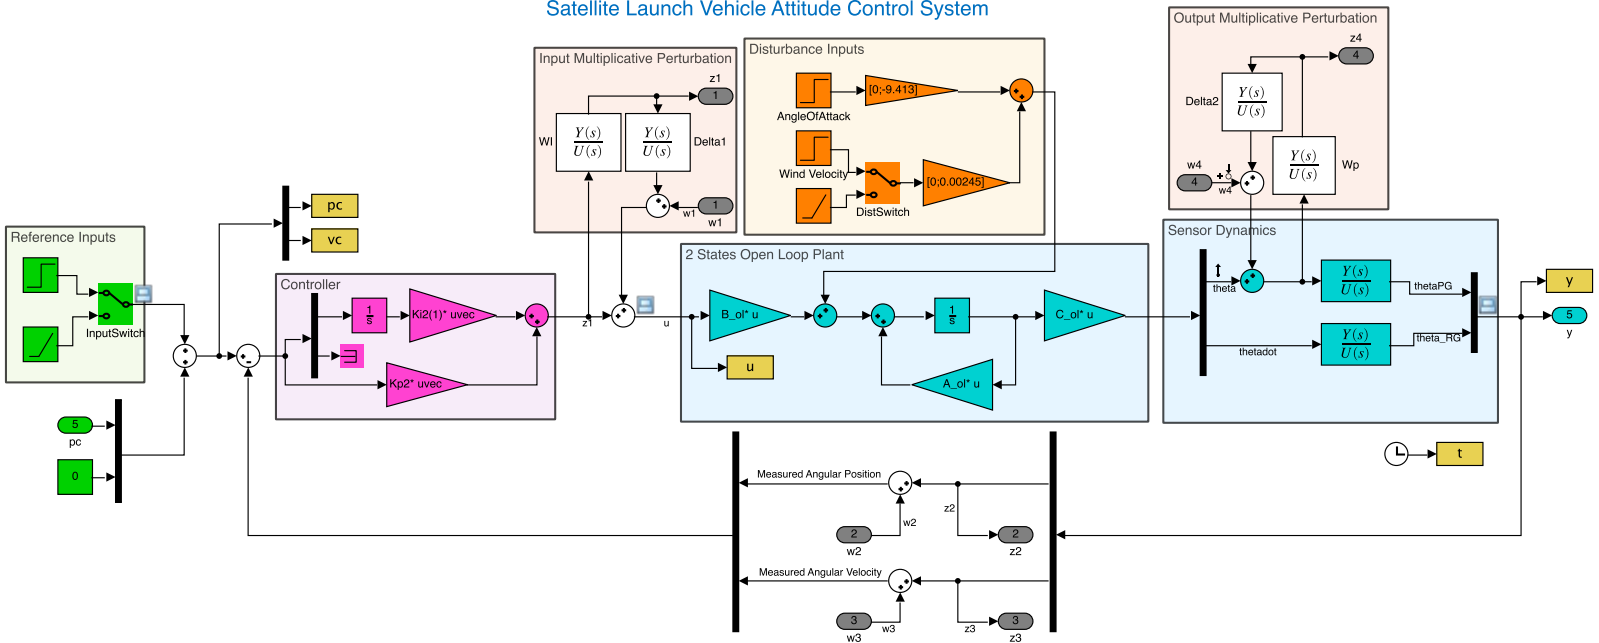 Satellite Launch Vehicle Attitude Control System
Output Multiplicative Perturbation
z4
4
Delta2
Y(s)
U(s)
w4
4
w4
Y(s)
U(s)
Wp
Input Multiplicative Perturbation
z1
1
WI
Y(s)
U(s)
Y(s)
U(s)
Delta1
w1
1
w1
Disturbance Inputs
[0;-9.413]
AngleOfAttack
Wind Velocity
DistSwitch
[0;0.00245]
pc
vc
Reference Inputs
InputSwitch
5
pc
0
Controller
1
s
Ki2(1)* uvec
Kp2* uvec
z1
u
2 States Open Loop Plant
B_ol* u
u
1
s
A_ol* u
C_ol* u
Sensor Dynamics
theta
thetadot
Y(s)
U(s)
Y(s)
U(s)
thetaPG
theta_RG
y
5
y
t
Measured Angular Position
w2
2
w2
z2
2
z2
Measured Angular Velocity
3
w3
w3
z3
3
z3